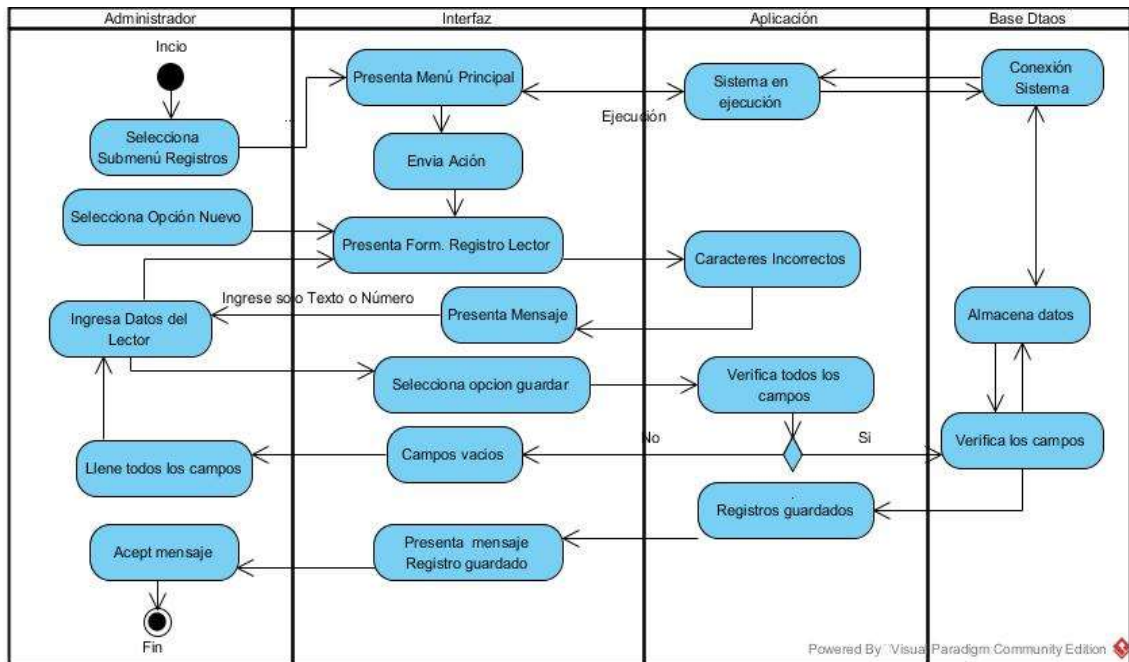 Administrador
Interfaz
Aplicación
Base Dtaos
Incio
Presenta Menú Principal
Sistema en
ejecución
Conexión
Sistema
Ejecución
..
Selecciona
Submenú Registros
Envia Ación
Selecciona Opción Nuevo
Presenta Form. Registro Lector
Caracteres Incorrectos
Ingrese solo Texto o Número
Ingresa Datos del
Lector
Presenta Mensaje
Almacena datos
Selecciona opcion guardar
Verifica todos los
campos
No
Si
Llene todos los campos
Campos vacios
Verifica los campos
Registros guardados
Acept mensaje
Presenta mensaje
Registro guardado
Fin
Powered By Visual Paradigm Community Edition